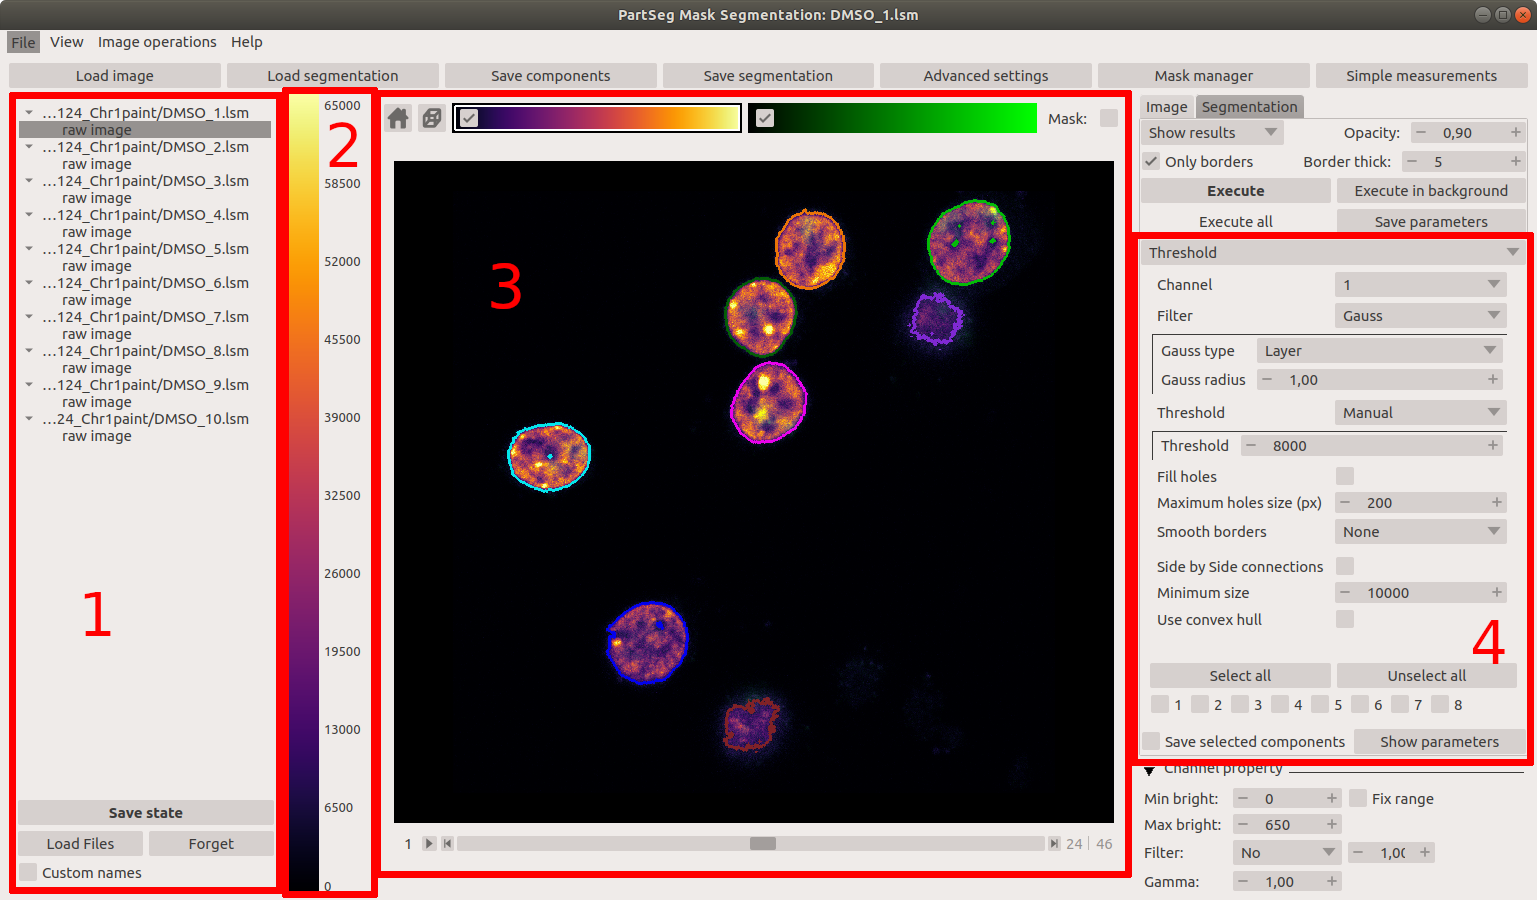 PartSeg Mask Segmentation: DMSO_1.lsm
File View Image operations Help
Load image Load segmentation Save components Save segmentation Advanced settings Mask manager Simple measurements
...124_Chr1paint/DMSO_1.lsm
raw image
...124_Chr1paint/DMSO_2.lsm
raw image
...124_Chr1paint/DMSO_3.lsm
raw image
...124_Chr1paint/DMSO_4.lsm
raw image
...124_Chr1paint/DMSO_5.lsm
raw image
...124_Chr1paint/DMSO_6.lsm
raw image
...124_Chr1paint/DMSO_7.lsm
raw image
...124_Chr1paint/DMSO_8.lsm
raw image
...124_Chr1paint/DMSO_9.lsm
raw image
...24_Chr1paint/DMSO_10.lsm
raw image
1
Save state
Load Files Forget
Custom names
65000
2
58500
52000
45500
39000
32500
26000
19500
13000
6500
0
Mask:
3
1 24 | 46
Image Segmentation
Show results Opacity: 0,90
Only borders Border thick: 5
Execute Execute in background
Execute all Save parameters
Threshold
Channel 1
Filter Gauss
Gauss type Layer
Gauss radius 1,00
Threshold Manual
Threshold 8000
Fill holes
Maximum holes size (px) 200
Smooth borders None
Side by Side connections
Minimum size 10000
Use convex hull
4
Select all Unselect all
1 2 3 4 5 6 7 8
Save selected components Show parameters
Channel property
Min bright: 0 Fix range
Max bright: 650
Filter: No 1,00
Gamma: 1,00